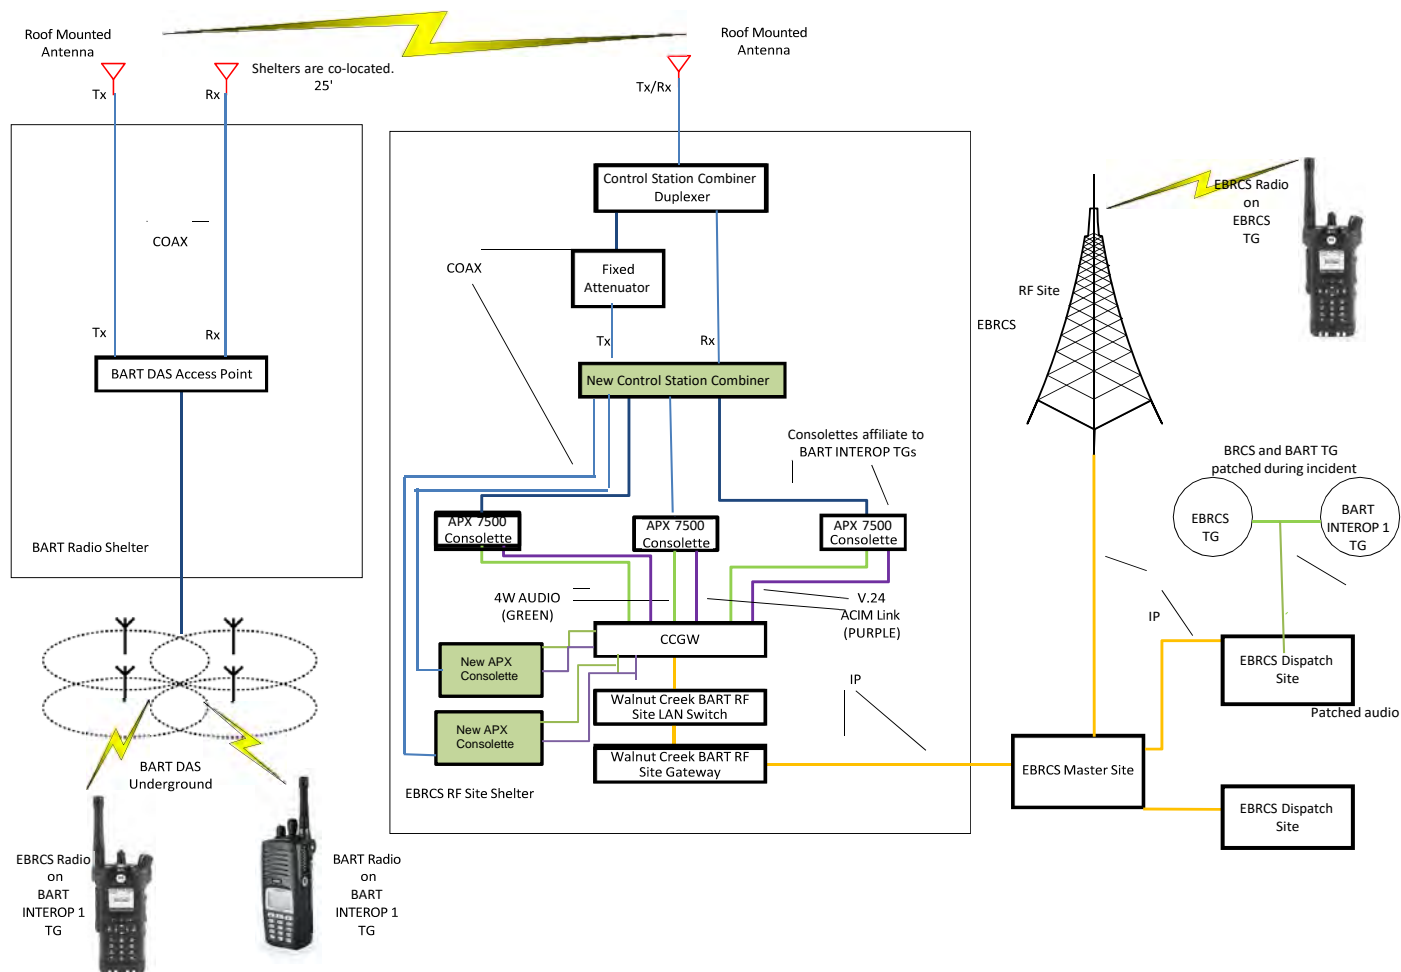 Roof Mounted
Antenna
Shelters are co-located.
25'
Roof Mounted
Antenna
Tx
Rx
Tx/Rx
COAX
Tx
Rx
BART DAS Access Point
BART Radio Shelter
Control Station Combiner
Duplexer
COAX
Fixed
Attenuator
Tx
Rx
New Control Station Combiner
Consolettes affiliate to
BART INTEROP TGs
APX 7500
Consolette
APX 7500
Consolette
APX 7500
Consolette
4W AUDIO
(GREEN)
V.24
ACIM Link
(PURPLE)
CCGW
New APX
Consolette
New APX
Consolette
Walnut Creek BART RF
Site LAN Switch
Walnut Creek BART RF
Site Gateway
IP
EBRCS RF Site Shelter
EBRCS Radio
on
EBRCS
TG
RF Site
EBRCS
BRCS and BART TG
patched during incident
EBRCS
TG
BART
INTEROP 1
TG
IP
EBRCS Dispatch
Site
Patched audio
EBRCS Master Site
EBRCS Dispatch
Site
BART DAS
Underground
EBRCS Radio
on
BART
INTEROP 1
TG
BART Radio
on
BART
INTEROP 1
TG